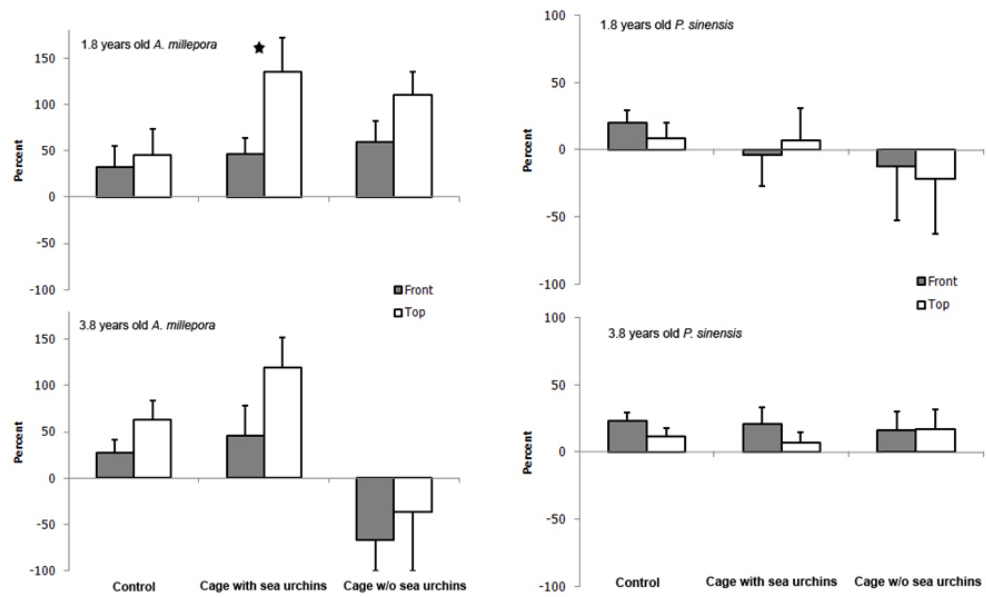 1.8 years old A. millepora
150
100
50
0
-50
-100
Percent
Front
Top
3.8 years old A. millepora
150
100
50
0
-50
-100
Percent
Control Cage with sea urchins Cage w/o sea urchins
1.8 years old P. sinensis
100
50
0
-50
-100
Percent
Front
Top
3.8 years old P. sinensis
100
50
0
-50
-100
Percent
Control Cage with sea urchins Cage w/o sea urchins